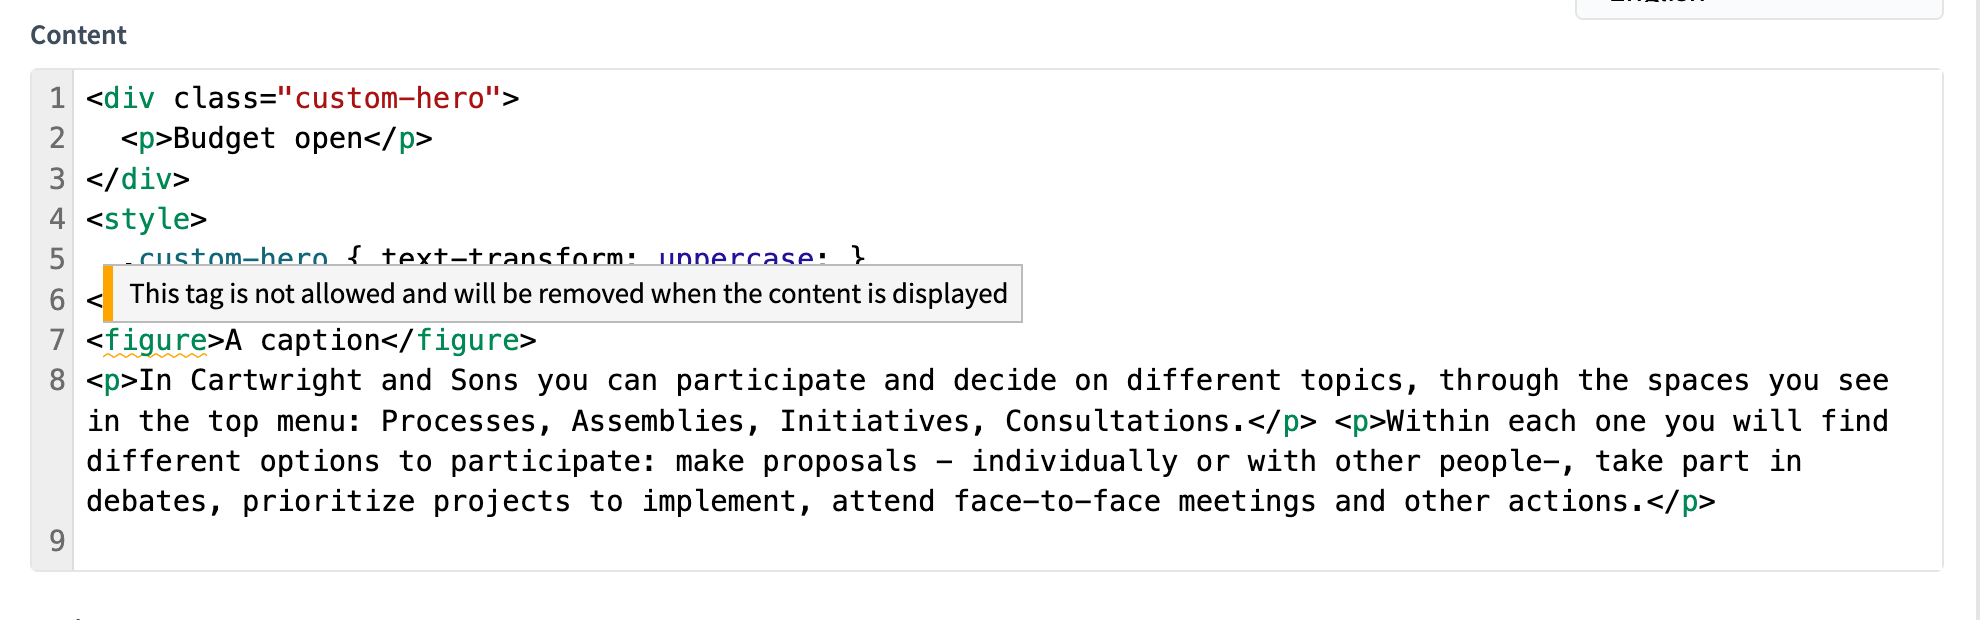 Content
1 <div class="custom-hero">
2 <p>Budget open</p>
3 </div>
4 <style>
5 .custom-hero { text-transform: uppercase; }
6 <
This tag is not allowed and will be removed when the content is displayed
7 <figure>A caption</figure>
8 <p>In Cartwright and Sons you can participate and decide on different topics, through the spaces you see
in the top menu: Processes, Assemblies, Initiatives, Consultations.</p> <p>Within each one you will find
different options to participate: make proposals – individually or with other people–, take part in
debates, prioritize projects to implement, attend face-to-face meetings and other actions.</p>
9